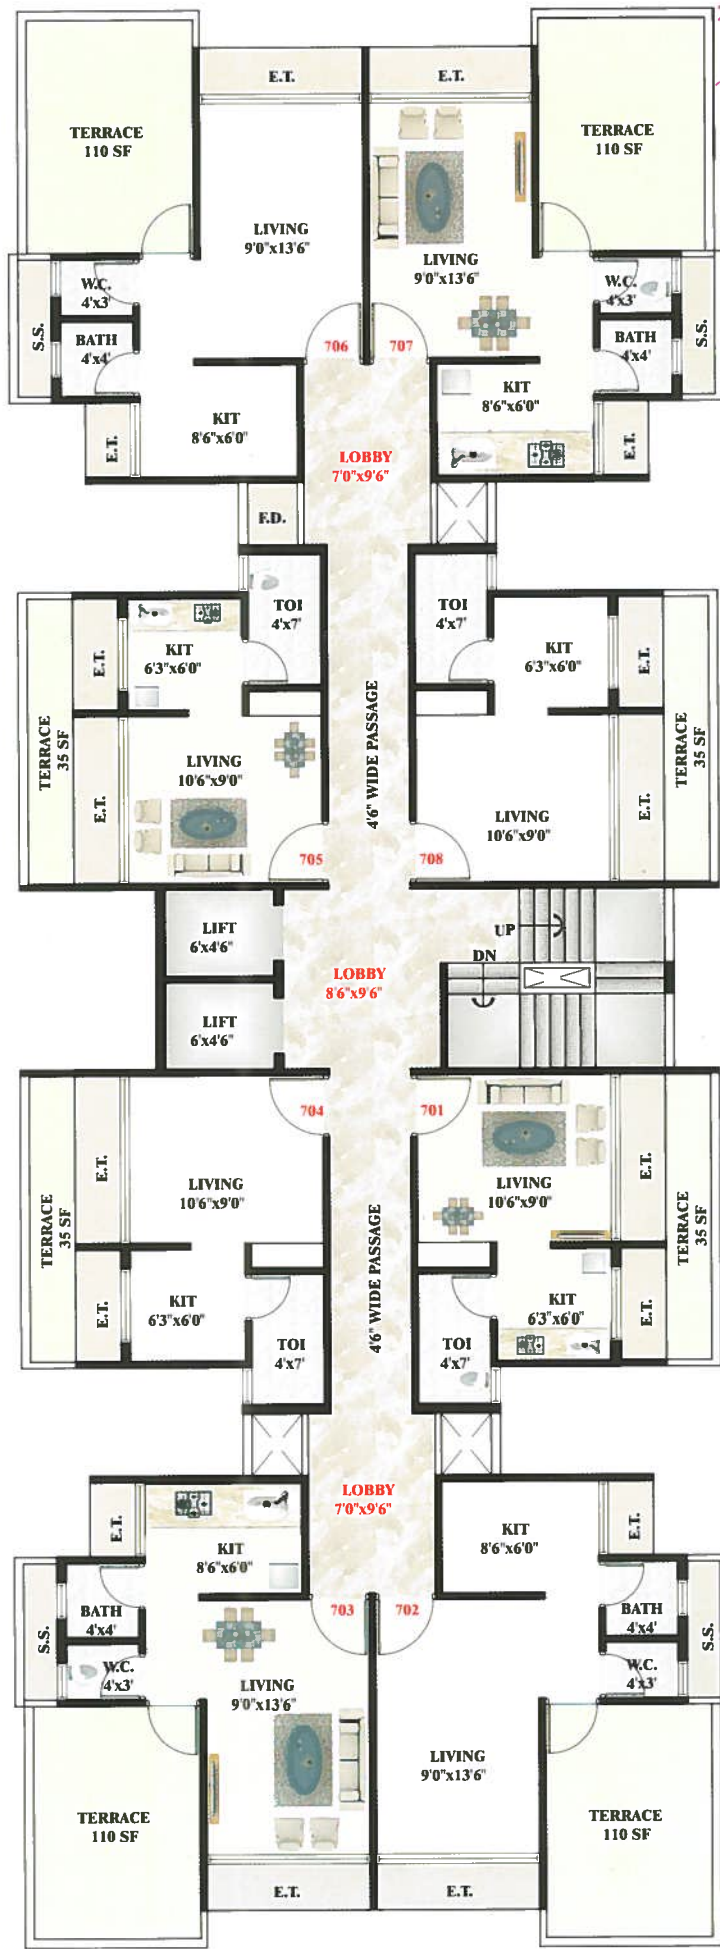 E.T.
E.T.
TERRACE
110 SF
TERRACE
110 SF
LIVING
9'0"x13'6"
LIVING
9'0"x13'6"
S.S.
W.C.
4'x3'
W.C.
4'x3'
S.S.
BATH
4'x4'
706
707
BATH
4'x4'
E.T.
KIT
8'6"x6'0"
KIT
8'6"x6'0"
E.T.
LOBBY
7'0"x9'6"
F.D.
TOI
4'x7'
TOI
4'x7'
KIT
6'3"x6'0"
KIT
6'3"x6'0"
E.T.
E.T.
TERRACE
35 SF
TERRACE
35 SF
4'6" WIDE PASSAGE
LIVING
10'6"x9'0"
LIVING
10'6"x9'0"
E.T.
E.T.
705
708
LIFT
6'x4'6"
UP
DN
LOBBY
8'6"x9'6"
LIFT
6'x4'6"
704
701
E.T.
LIVING
10'6"x9'0"
LIVING
10'6"x9'0"
E.T.
TERRACE
35 SF
TERRACE
35 SF
4'6" WIDE PASSAGE
E.T.
KIT
6'3"x6'0"
KIT
6'3"x6'0"
E.T.
TOI
4'x7'
TOI
4'x7'
LOBBY
7'0"x9'6"
E.T.
KIT
8'6"x6'0"
KIT
8'6"x6'0"
E.T.
BATH
4'x4'
703
702
BATH
4'x4'
S.S.
S.S.
W.C.
4'x3'
W.C.
4'x3'
LIVING
9'0"x13'6"
LIVING
9'0"x13'6"
TERRACE
110 SF
TERRACE
110 SF
E.T.
E.T.